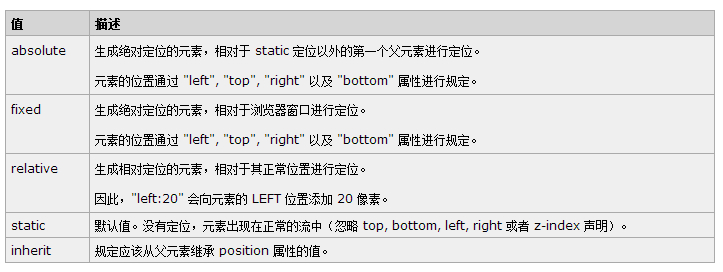 值 描述
absolute 生成绝对定位的元素，相对于 static 定位以外的第一个父元素进行定位。
元素的位置通过 "left", "top", "right" 以及 "bottom" 属性进行规定。
fixed 生成绝对定位的元素，相对于浏览器窗口进行定位。
元素的位置通过 "left", "top", "right" 以及 "bottom" 属性进行规定。
relative 生成相对定位的元素，相对于其正常位置进行定位。
因此，"left:20" 会向元素的 LEFT 位置添加 20 像素。
static 默认值。没有定位，元素出现在正常的流中（忽略 top, bottom, left, right 或者 z-index 声明）。
inherit 规定应该从父元素继承 position 属性的值。